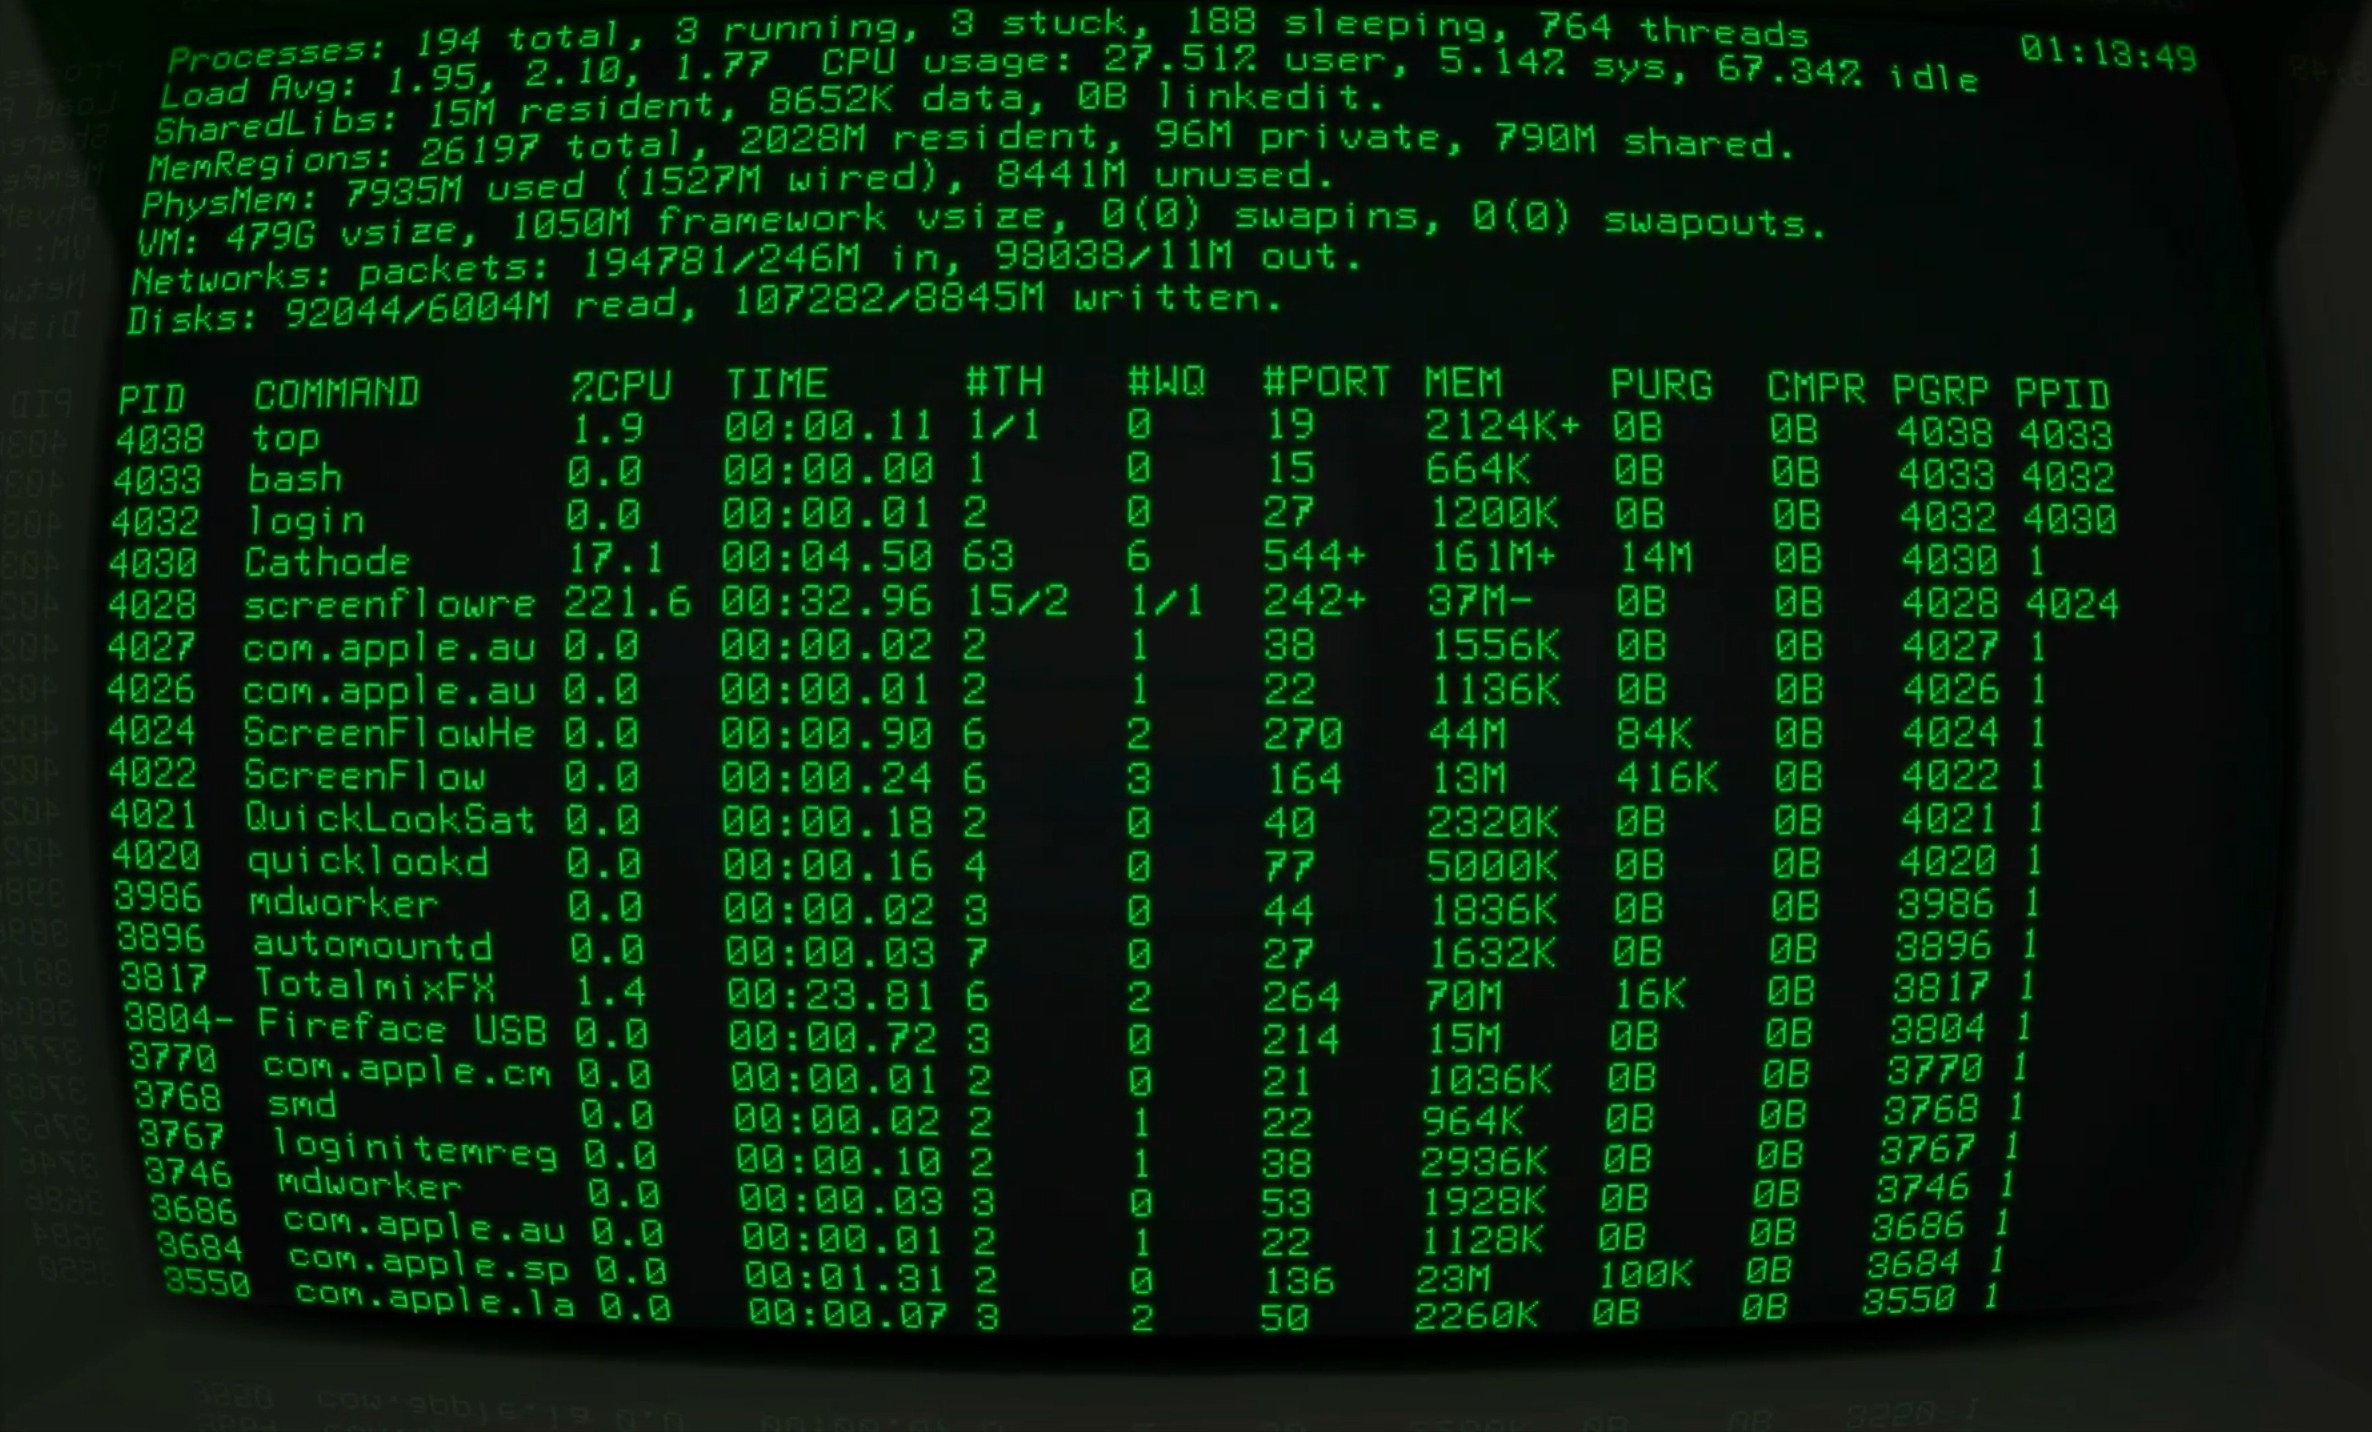 Processes: 194 total, 3 running, 3 stuck, 188 sleeping, 764 threads 01:13:49
Load Avg: 1.95, 2.10, 1.77 CPU usage: 27.51% user, 5.14% sys, 67.34% idle
SharedLibs: 15M resident, 8652K data, 0B linkedit.
MemRegions: 26197 total, 2028M resident, 96M private, 790M shared.
PhysMem: 7935M used (1527M wired), 8441M unused.
VM: 479G vsize, 1050M framework vsize, 0(0) swapins, 0(0) swapouts.
Networks: packets: 194781/246M in, 98038/11M out.
Disks: 92044/6004M read, 107282/8845M written.
PID COMMAND %CPU TIME #TH #WQ #PORT MEM PURG CMPR PGRP PPID
4038 top 1.9 00:00.11 1/1 0 19 2124K+ 0B 0B 4038 4033
4033 bash 0.0 00:00.00 1 0 15 664K 0B 0B 4033 4032
4032 login 0.0 00:00.01 2 0 27 1200K 0B 0B 4032 4030
4030 Cathode 17.1 00:04.50 63 6 544+ 161M+ 14M 0B 4030 1
4028 screenflowre 221.6 00:32.96 15/2 1/1 242+ 37M- 0B 0B 4028 4024
4027 com.apple.au 0.0 00:00.02 2 1 38 1556K 0B 0B 4027 1
4026 com.apple.au 0.0 00:00.01 2 1 22 1136K 0B 0B 4026 1
4024 ScreenFlowHe 0.0 00:00.90 6 2 270 44M 84K 0B 4024 1
4022 ScreenFlow 0.0 00:00.24 6 3 164 13M 416K 0B 4022 1
4021 QuickLookSat 0.0 00:00.18 2 0 40 2320K 0B 0B 4021 1
4020 quicklookd 0.0 00:00.16 4 0 77 5000K 0B 0B 4020 1
3986 mdworker 0.0 00:00.02 3 0 44 1836K 0B 0B 3986 1
3896 automountd 0.0 00:00.03 7 0 27 1632K 0B 0B 3896 1
3817 TotalmixFX 1.4 00:23.81 6 2 264 70M 16K 0B 3817 1
3804- Fireface USB 0.0 00:00.72 3 0 214 15M 0B 0B 3804 1
3770 com.apple.cm 0.0 00:00.01 2 0 21 1036K 0B 0B 3770 1
3768 smd 0.0 00:00.02 2 1 22 964K 0B 0B 3768 1
3767 loginitemreg 0.0 00:00.10 2 1 38 2936K 0B 0B 3767 1
3746 mdworker 0.0 00:00.03 3 0 53 1928K 0B 0B 3746 1
3686 com.apple.au 0.0 00:00.01 2 1 22 1128K 0B 0B 3686 1
3684 com.apple.sp 0.0 00:01.31 2 0 136 23M 100K 0B 3684 1
3550 com.apple.la 0.0 00:00.07 3 2 50 2260K 0B 0B 3550 1